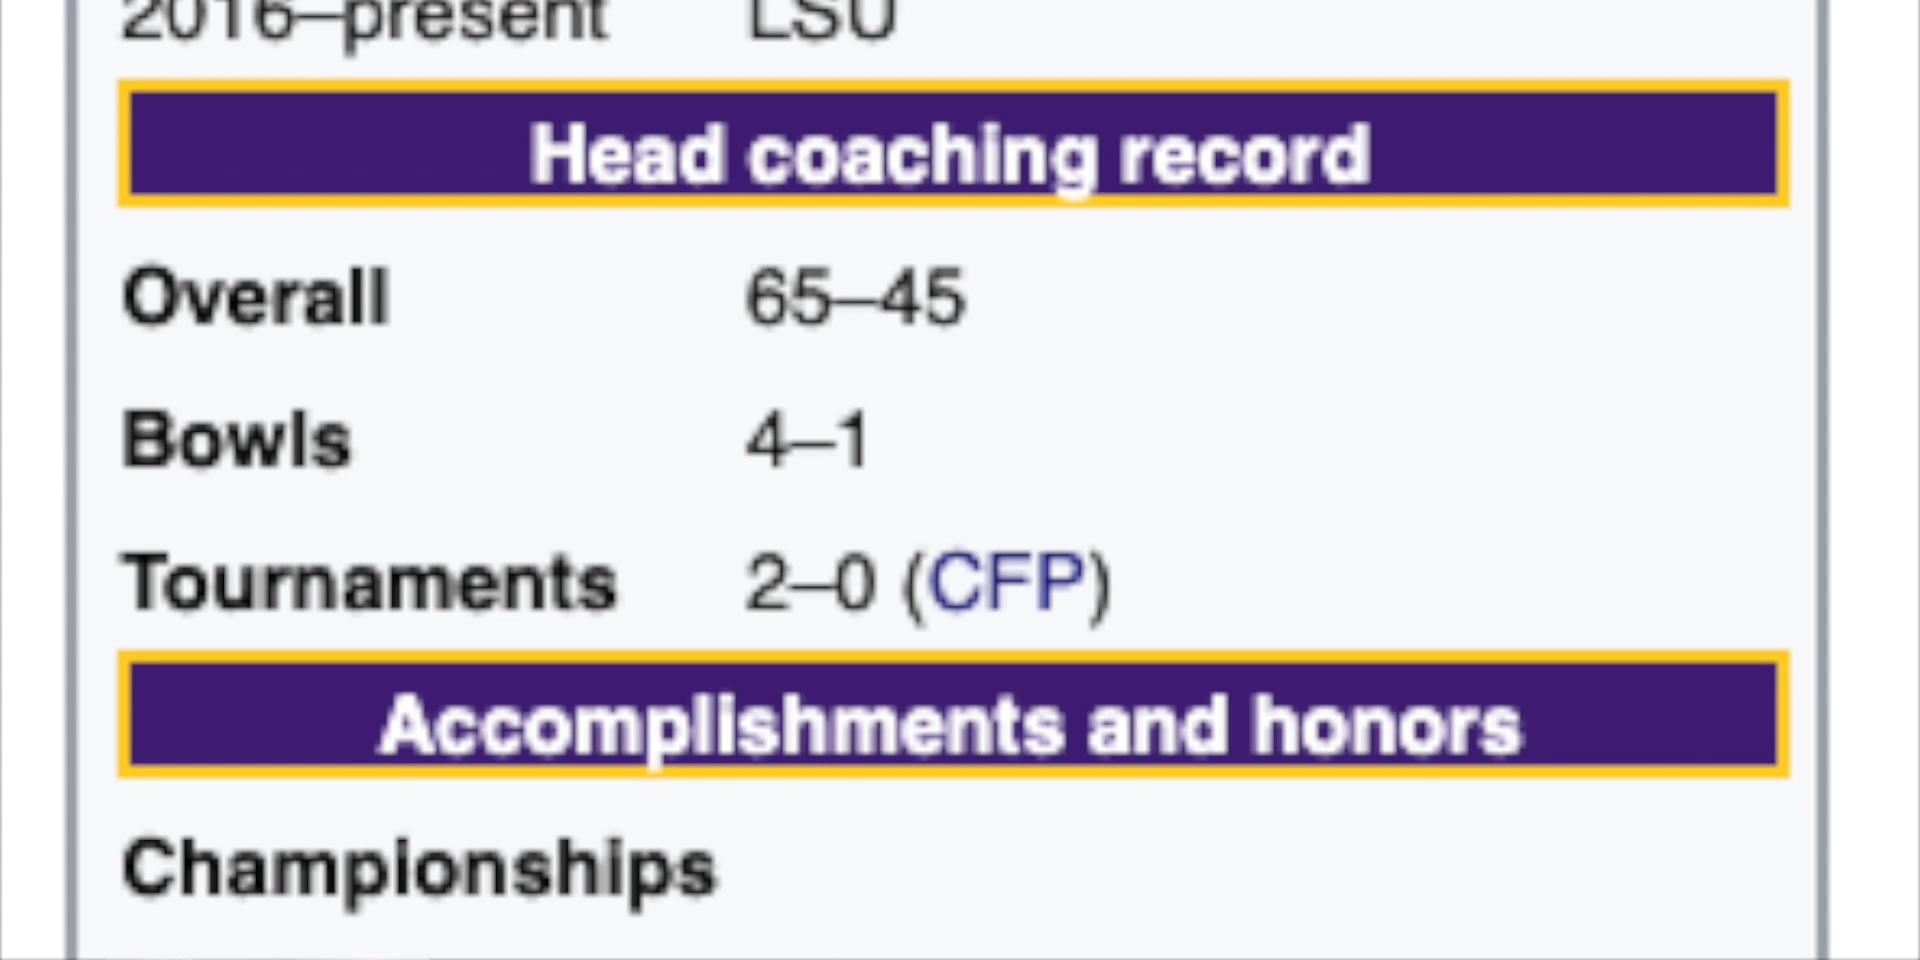 2016–present LSU
Head coaching record
Overall 65–45
Bowls 4–1
Tournaments 2–0 (CFP)
Accomplishments and honors
Championships